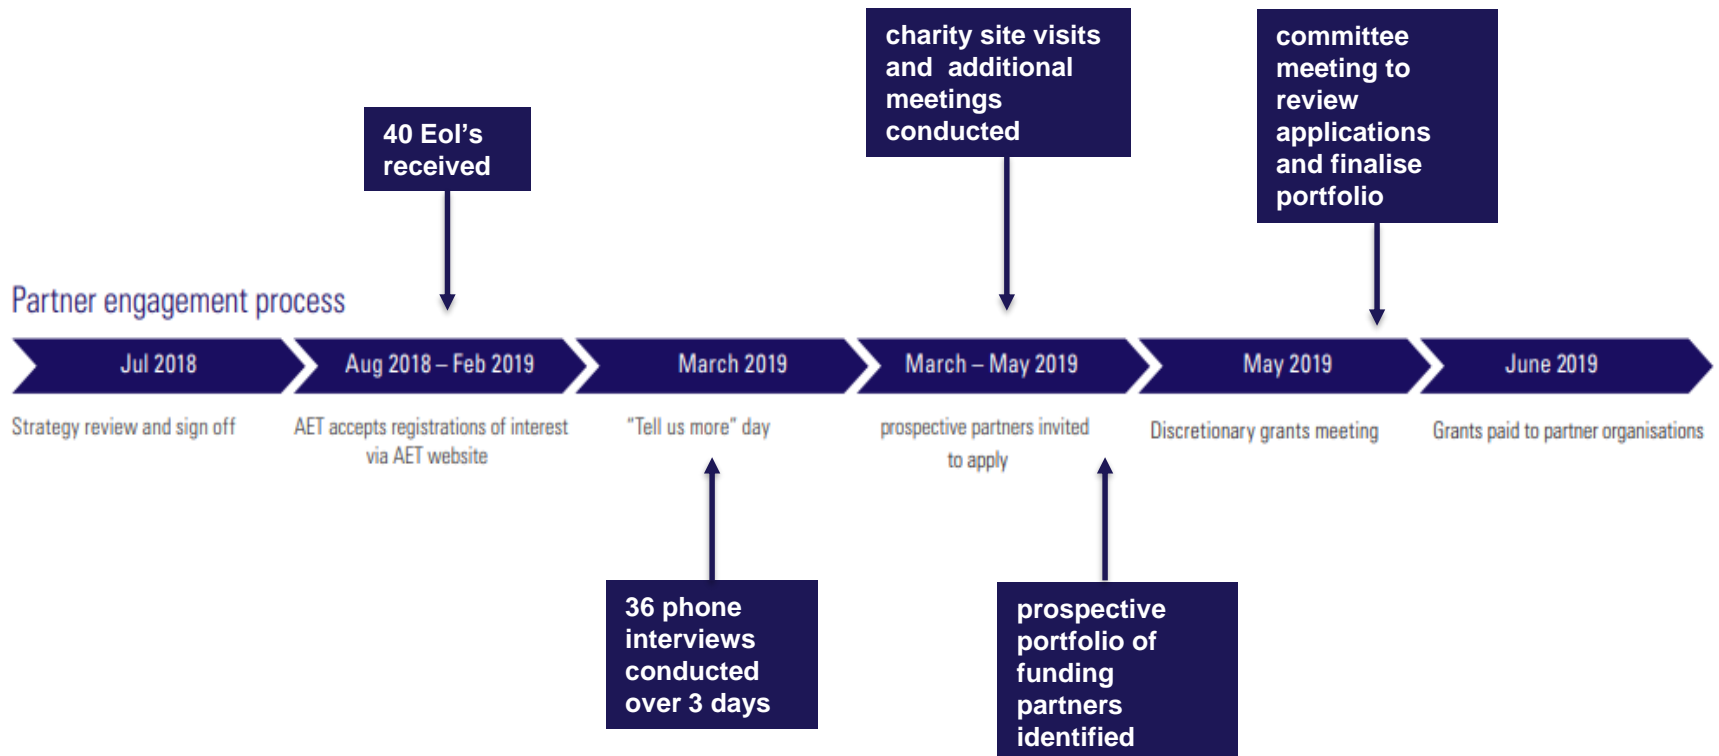 charity site visits
and additional
meetings
conducted
committee
meeting to
review
applications
and finalise
portfolio
40 EoI’s
received
Partner engagement process
Jul 2018
Aug 2018 – Feb 2019
March 2019
March – May 2019
May 2019
June 2019
Strategy review and sign off
AET accepts registrations of interest
via AET website
“Tell us more” day
prospective partners invited
to apply
Discretionary grants meeting
Grants paid to partner organisations
36 phone
interviews
conducted
over 3 days
prospective
portfolio of
funding
partners
identified